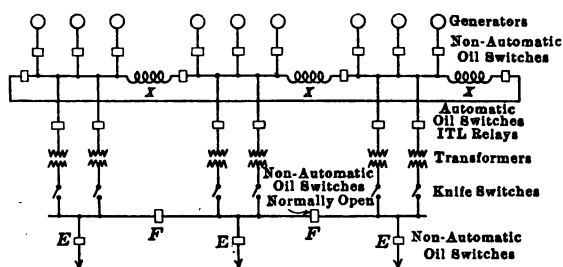 Generators
Non-Automatic
Oil Switches
X
X
X
Automatic
Oil Switches
ITL Relays
Transformers
Non-Automatic
Oil Switches
Normally Open
Knife Switches
E
F
E
F
E
Non-Automatic
Oil Switches